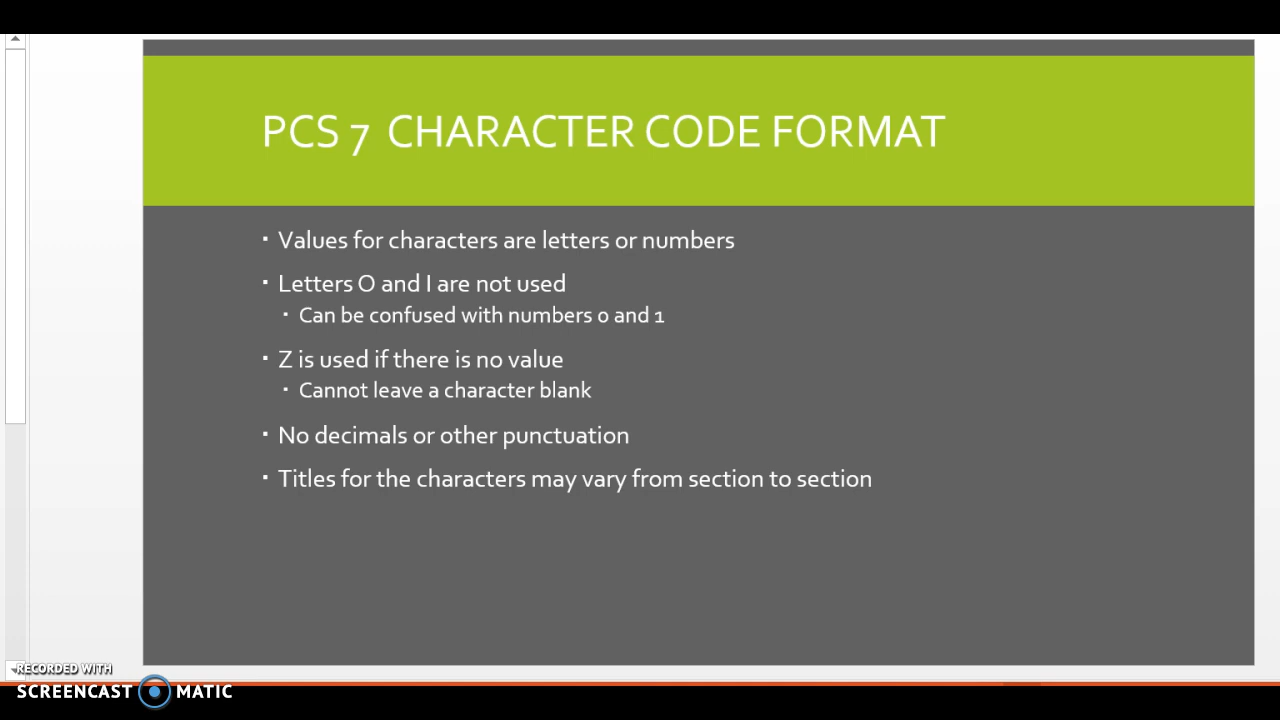 PCS 7 CHARACTER CODE FORMAT
▪ Values for characters are letters or numbers
▪ Letters O and I are not used
▪ Can be confused with numbers 0 and 1
▪ Z is used if there is no value
▪ Cannot leave a character blank
▪ No decimals or other punctuation
▪ Titles for the characters may vary from section to section
RECORDED WITH
SCREENCAST MATIC